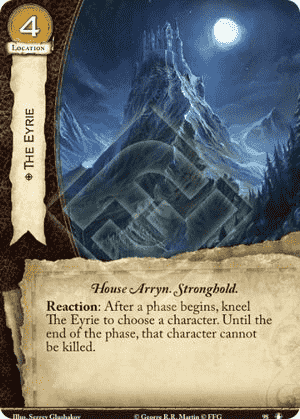 4
LOCATION
THE EYRIE
House Arryn. Stronghold.
Reaction: After a phase begins, kneel
The Eyrie to choose a character. Until the
end of the phase, that character cannot
be killed.
Illus. Sergey Glushakov
© George R.R. Martin © FFG
98